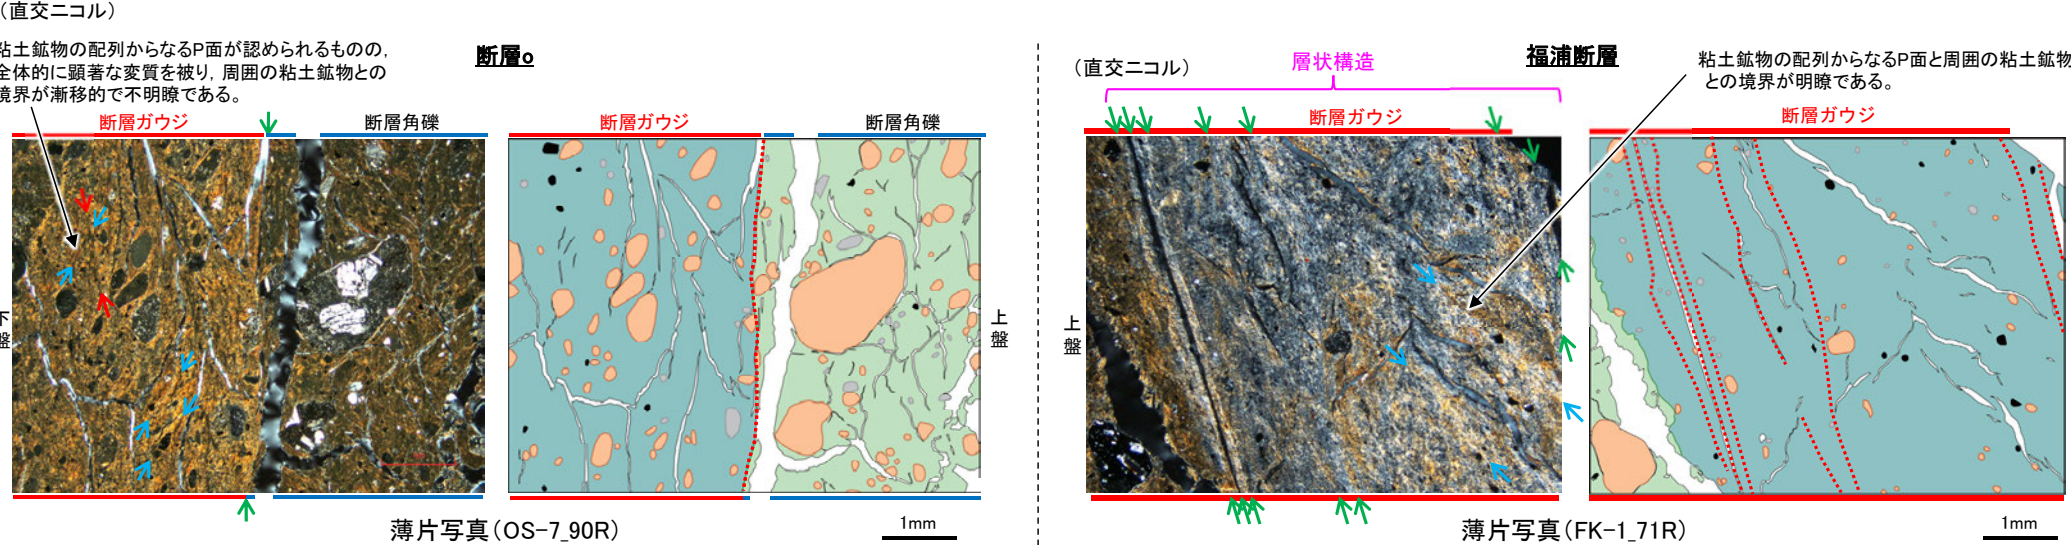 （直交ニコル）
粘土鉱物の配列からなるP面が認められるものの，
全体的に顕著な変質を被り，周囲の粘土鉱物との
境界が漸移的で不明瞭である。
断層o
断層ガウジ
断層角礫
断層ガウジ
断層角礫
下盤
上盤
薄片写真（OS-7_90R）
1mm
福浦断層
（直交ニコル）
層状構造
粘土鉱物の配列からなるP面と周囲の粘土鉱物
との境界が明瞭である。
断層ガウジ
断層ガウジ
上盤
薄片写真（FK-1_71R）
1mm